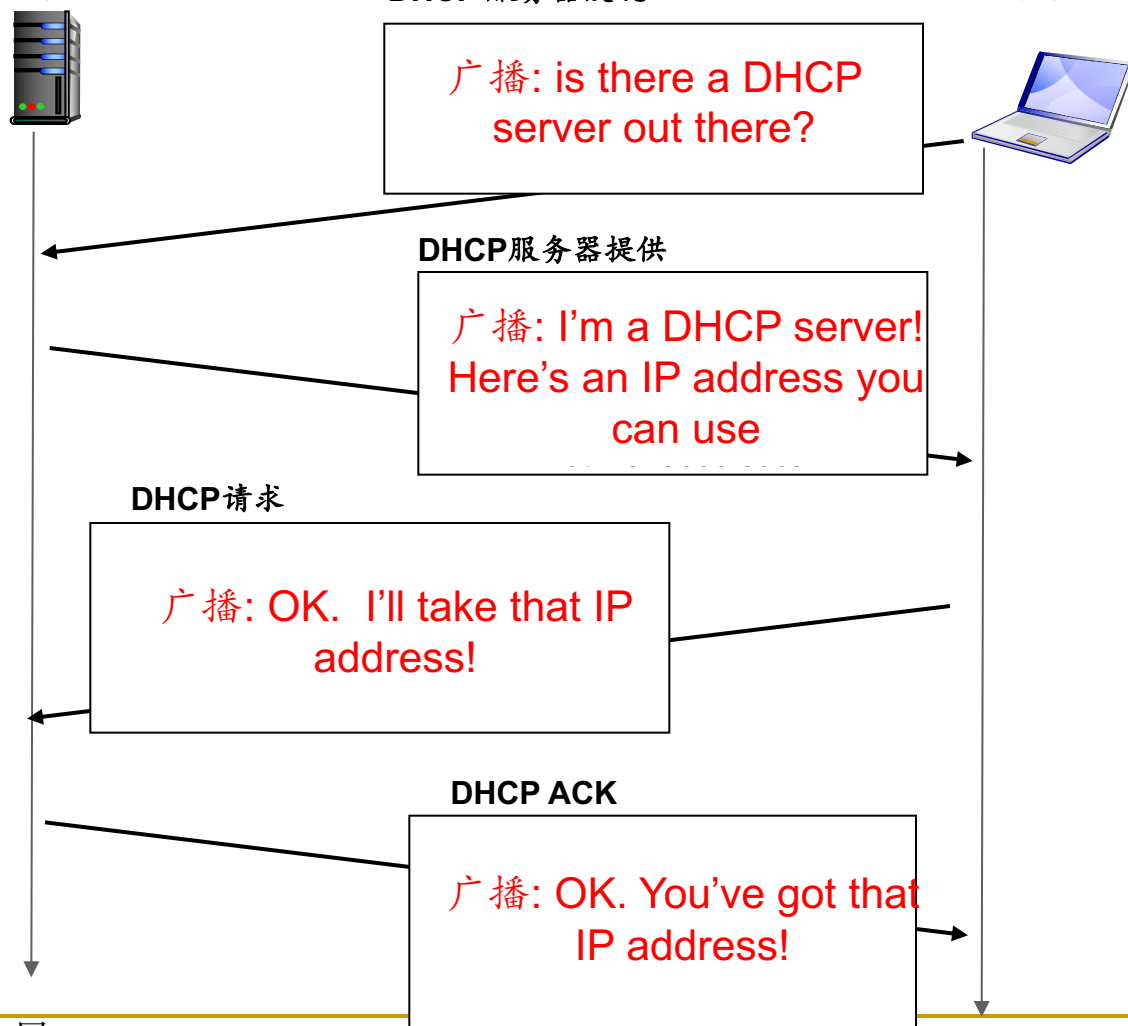 广播: is there a DHCP
server out there?
DHCP服务器提供
广播: I'm a DHCP server!
Here's an IP address you
can use
DHCP请求
广播: OK.  I'll take that IP
address!
DHCP ACK
广播: OK. You've got that
IP address!